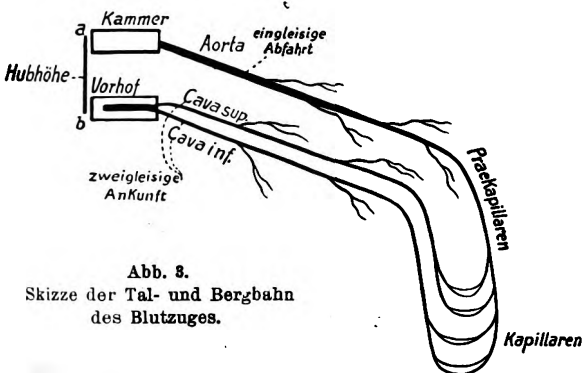 Kammer
a
Aorta
eingleisige
Abfahrt
Hubhöhe
Vorhof
b
Cava sup.
Cava inf.
zweigleisige
Ankunft
Praekapillaren
Abb. 8.
Skizze der Tal- und Bergbahn
des Blutzuges.
Kapillaren